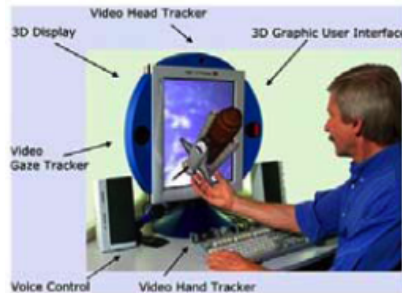 Video Head Tracker
3D Display
3D Graphic User Interface
Video
Gaze Tracker
Voice Control
Video Hand Tracker